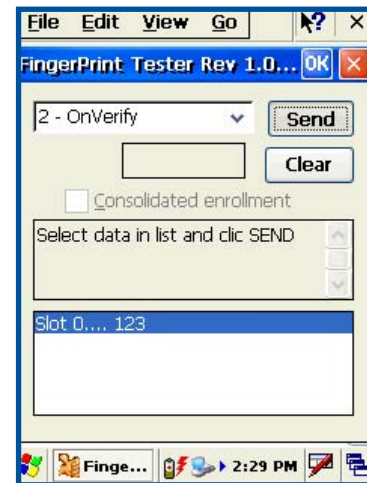 File Edit View Go ? ×
FingerPrint Tester Rev 1.0... OK ×
2 - OnVerify Send
Clear
Consolidated enrollment
Select data in list and clic SEND
Slot 0.... 123
Finge... 2:29 PM